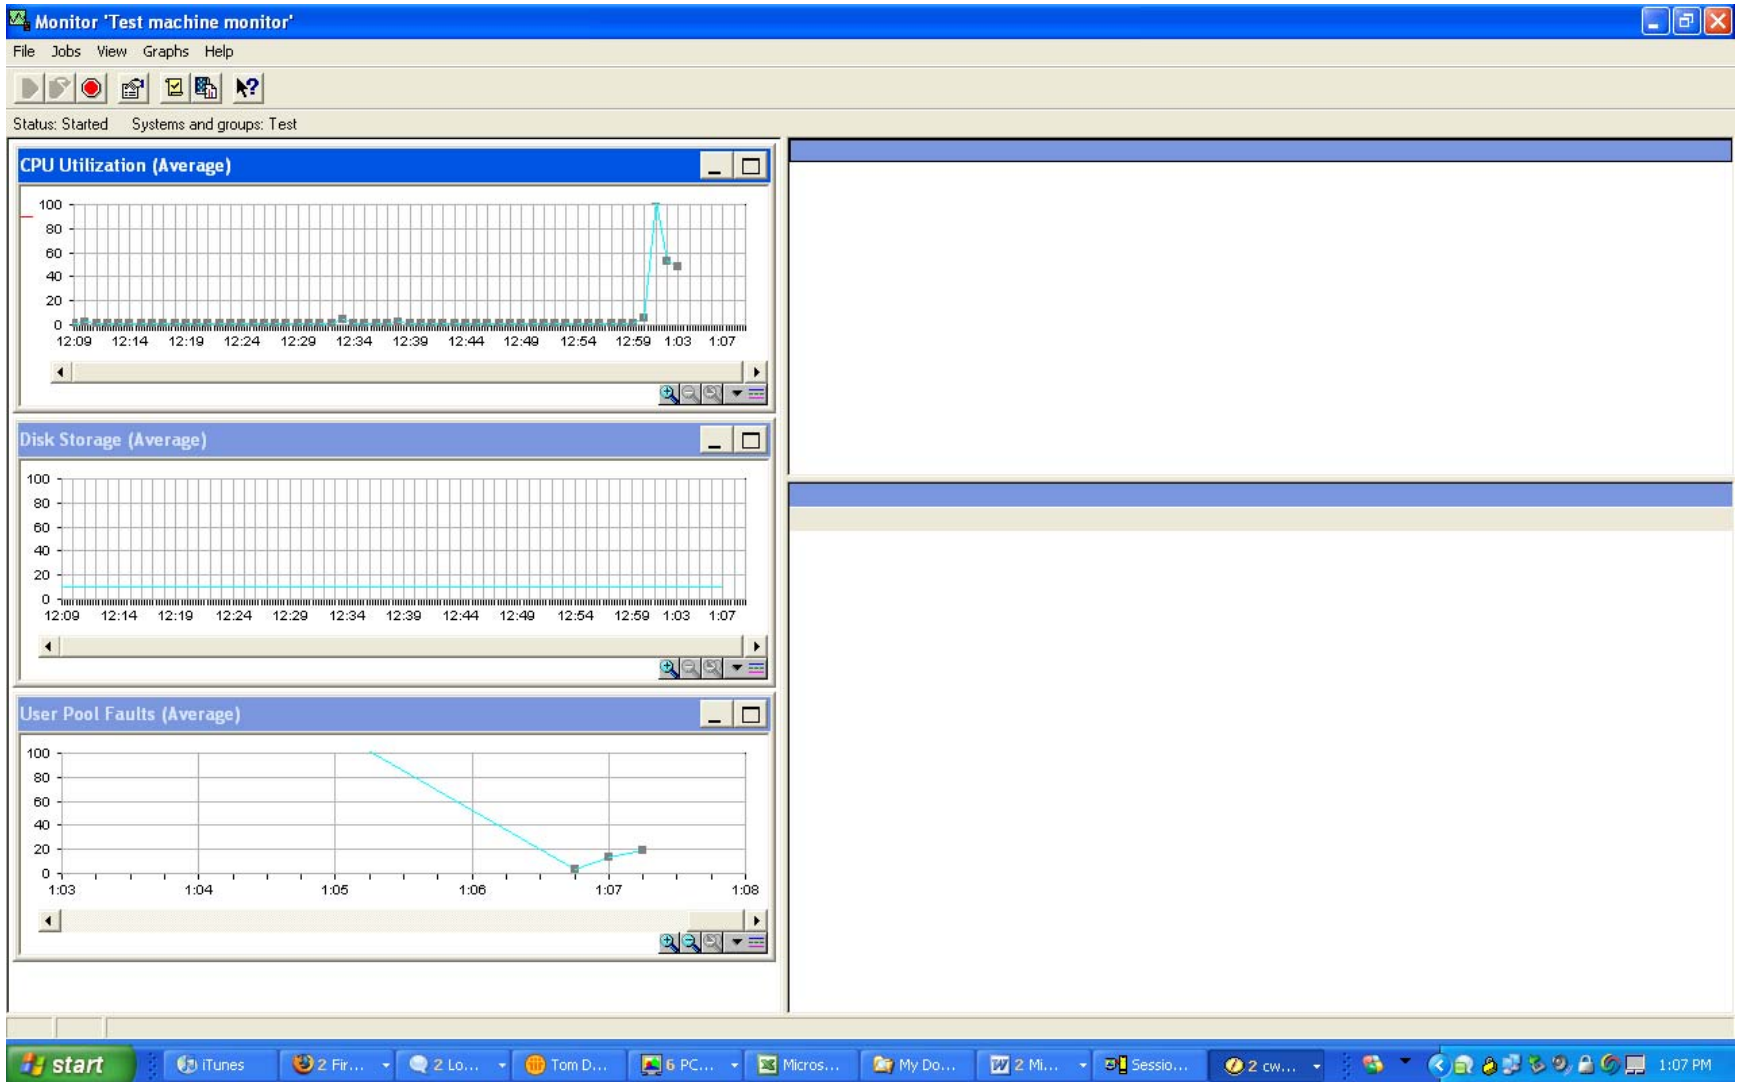 Monitor 'Test machine monitor'
File Jobs View Graphs Help
Status: Started Systems and groups: Test
CPU Utilization (Average)
100
80
60
40
20
0
12:09 12:14 12:19 12:24 12:29 12:34 12:39 12:44 12:49 12:54 12:59 1:03 1:07
Disk Storage (Average)
100
80
60
40
20
0
12:09 12:14 12:19 12:24 12:29 12:34 12:39 12:44 12:49 12:54 12:59 1:03 1:07
User Pool Faults (Average)
100
80
60
40
20
0
1:03 1:04 1:05 1:06 1:07 1:08
start iTunes 2 Fir... 2 Lo... Tom D... 6 PC... Micros... My Do... 2 Mi... Sessio... 2 cw... 1:07 PM